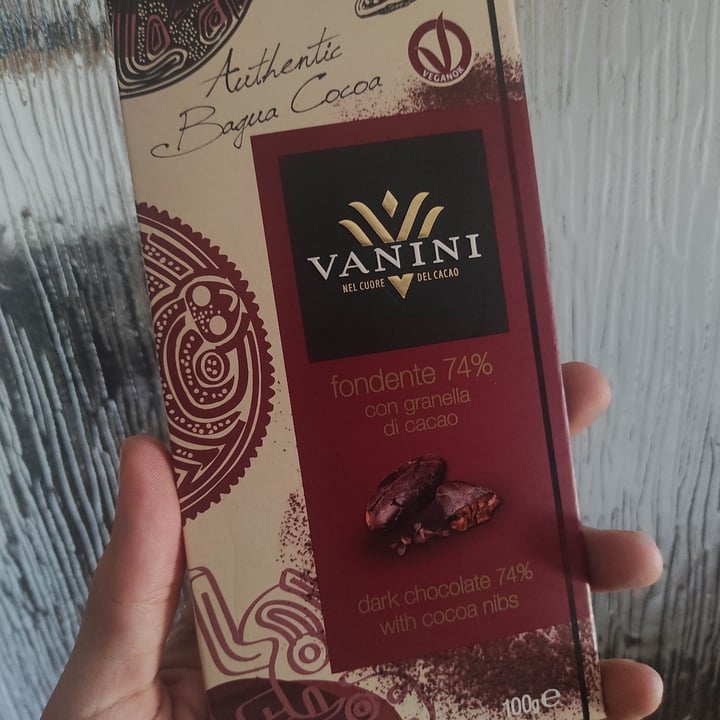 Authentic
Bagua Cocoa
VEGANOK
VANINI
NEL CUORE DEL CACAO
fondente 74%
con granella
di cacao
dark chocolate 74%
with cocoa nibs
100g e